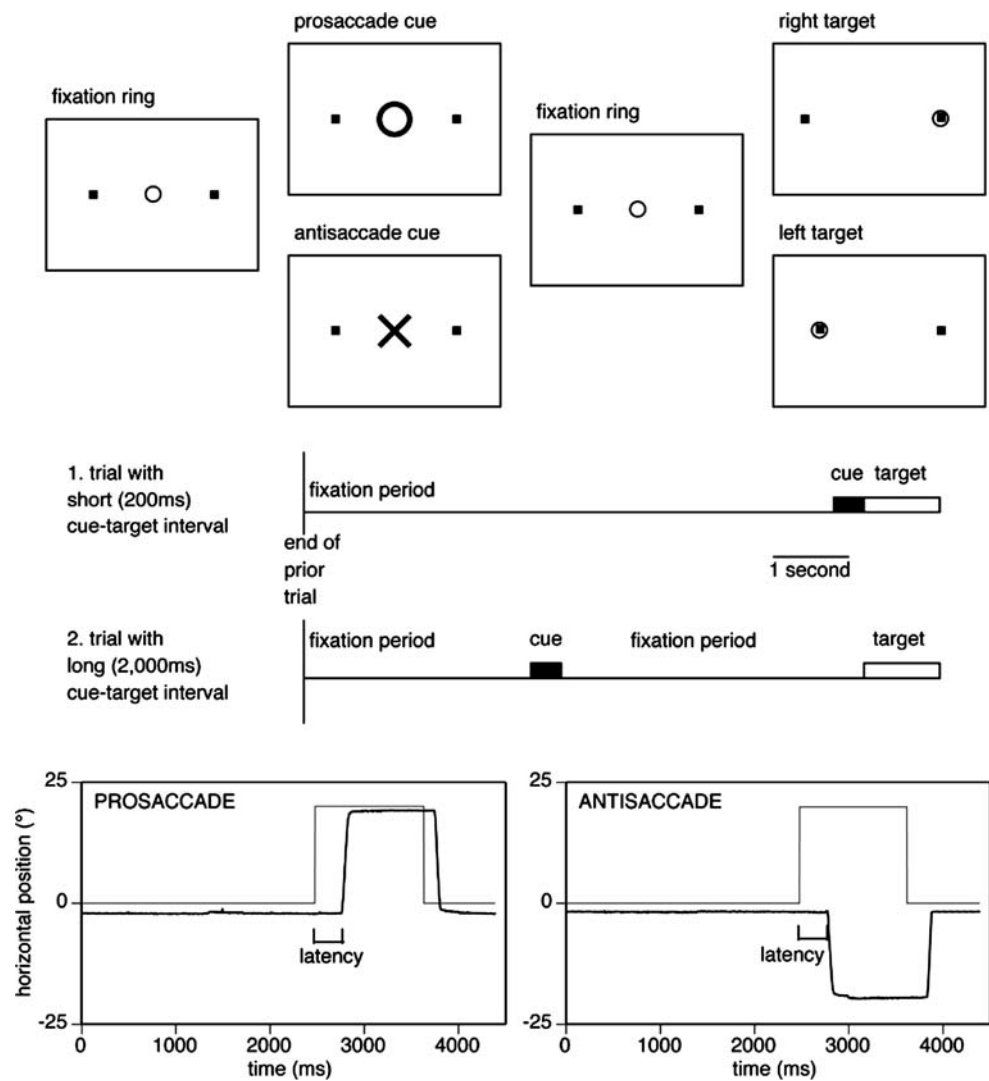 prosaccade cue
right target
fixation ring
fixation ring
antisaccade cue
left target
1. trial with
short (200ms)
cue-target interval
fixation period
cue target
end of
prior
trial
1 second
2. trial with
long (2,000ms)
cue-target interval
fixation period cue fixation period target
25
0
-25
horizontal position (°)
PROSACCADE
latency
0 1000 2000 3000 4000
time (ms)
25
0
-25
ANTISACCADE
latency
0 1000 2000 3000 4000
time (ms)